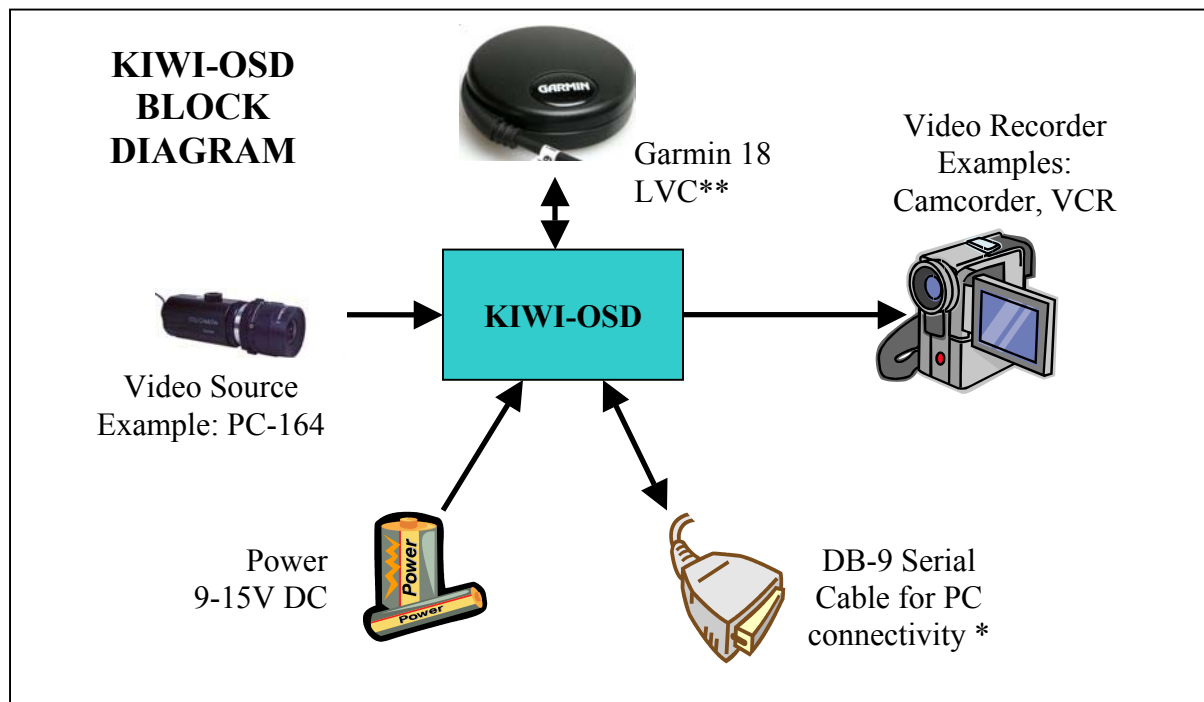 KIWI-OSD
BLOCK
DIAGRAM
GARMIN
Garmin 18
LVC**
Video Recorder
Examples:
Camcorder, VCR
KIWI-OSD
Video Source
Example: PC-164
Power
9-15V DC
Power
Power
DB-9 Serial
Cable for PC
connectivity *